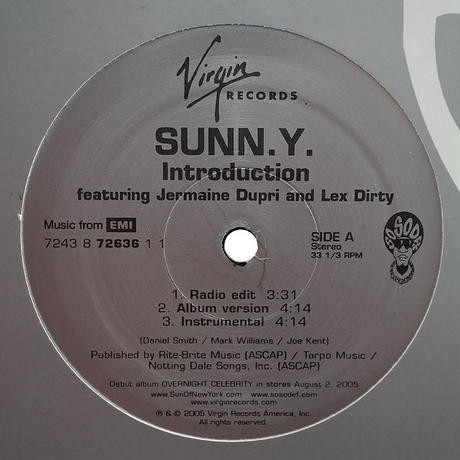 Virgin
RECORDS
SUNN.Y.
Introduction
featuring Jermaine Dupri and Lex Dirty
Music from EMI
7243 8 72636 1 1
SIDE A
Stereo
33 1/3 RPM
SO SO DEF
1. Radio edit 3:31
2. Album version 4:14
3. Instrumental 4:14
(Daniel Smith / Mark Williams / Joe Kent)
Published by Rite-Brite Music (ASCAP) / Tarpo Music /
Notting Dale Songs, Inc. (ASCAP)
Debut album OVERNIGHT CELEBRITY in stores August 2, 2005
www.SunOfNewYork.com www.sosodef.com
www.virginrecords.com
℗ & © 2005 Virgin Records America, Inc.
All rights reserved.